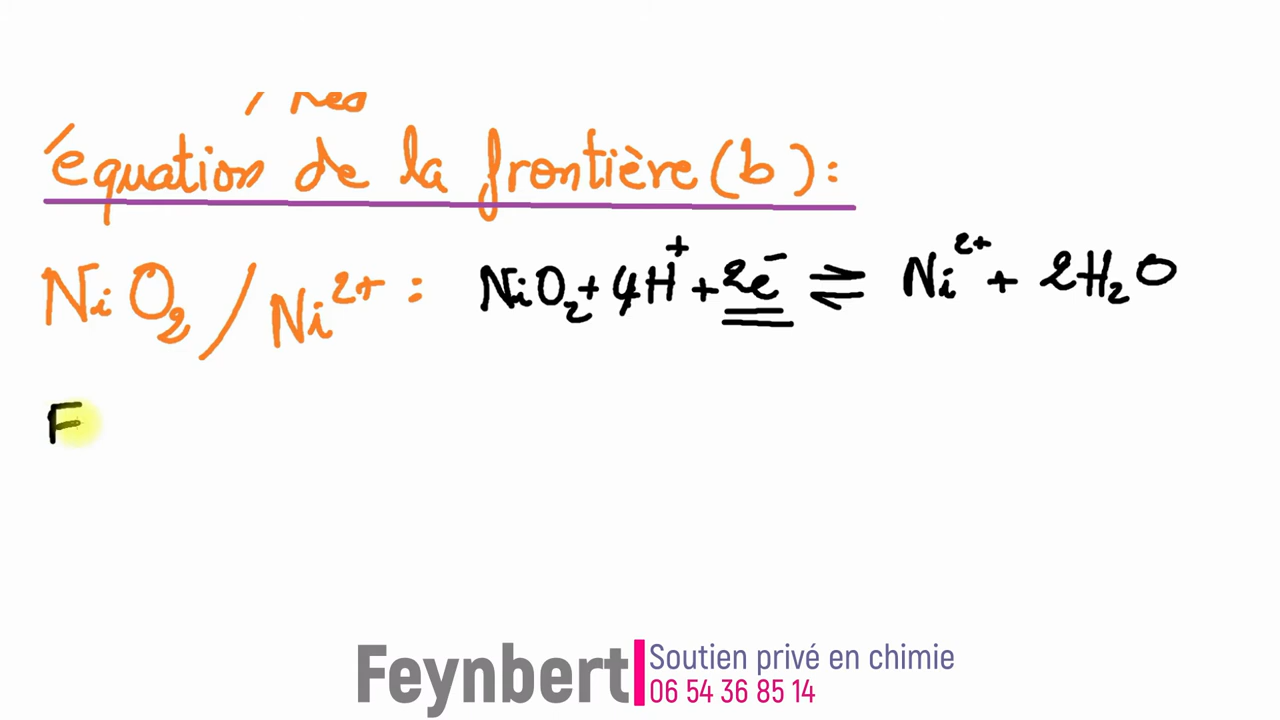 équation de la frontière (b) :
NiO₂ / Ni²⁺ : NiO₂ + 4H⁺ + 2e⁻ ⇌ Ni²⁺ + 2H₂O
E
Feynbert
Soutien privé en chimie
06 54 36 85 14